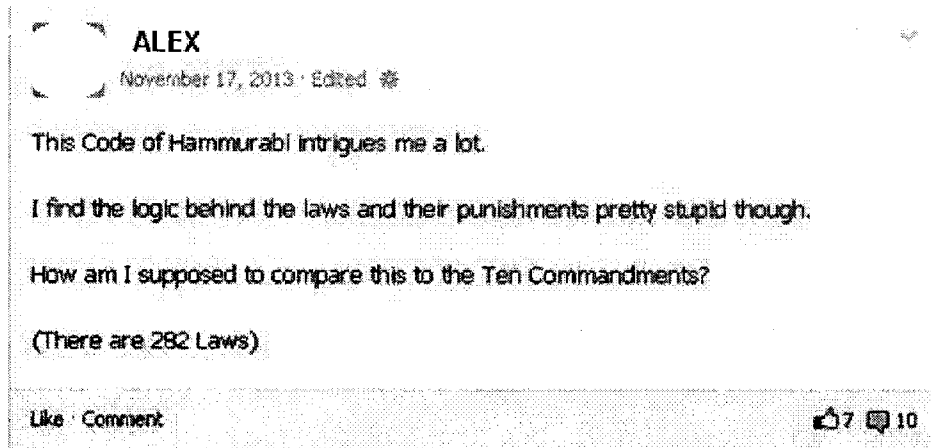 ALEX
November 17, 2013 · Edited
This Code of Hammurabi intrigues me a lot.
I find the logic behind the laws and their punishments pretty stupid though.
How am I supposed to compare this to the Ten Commandments?
(There are 282 Laws)
Like · Comment 7 10